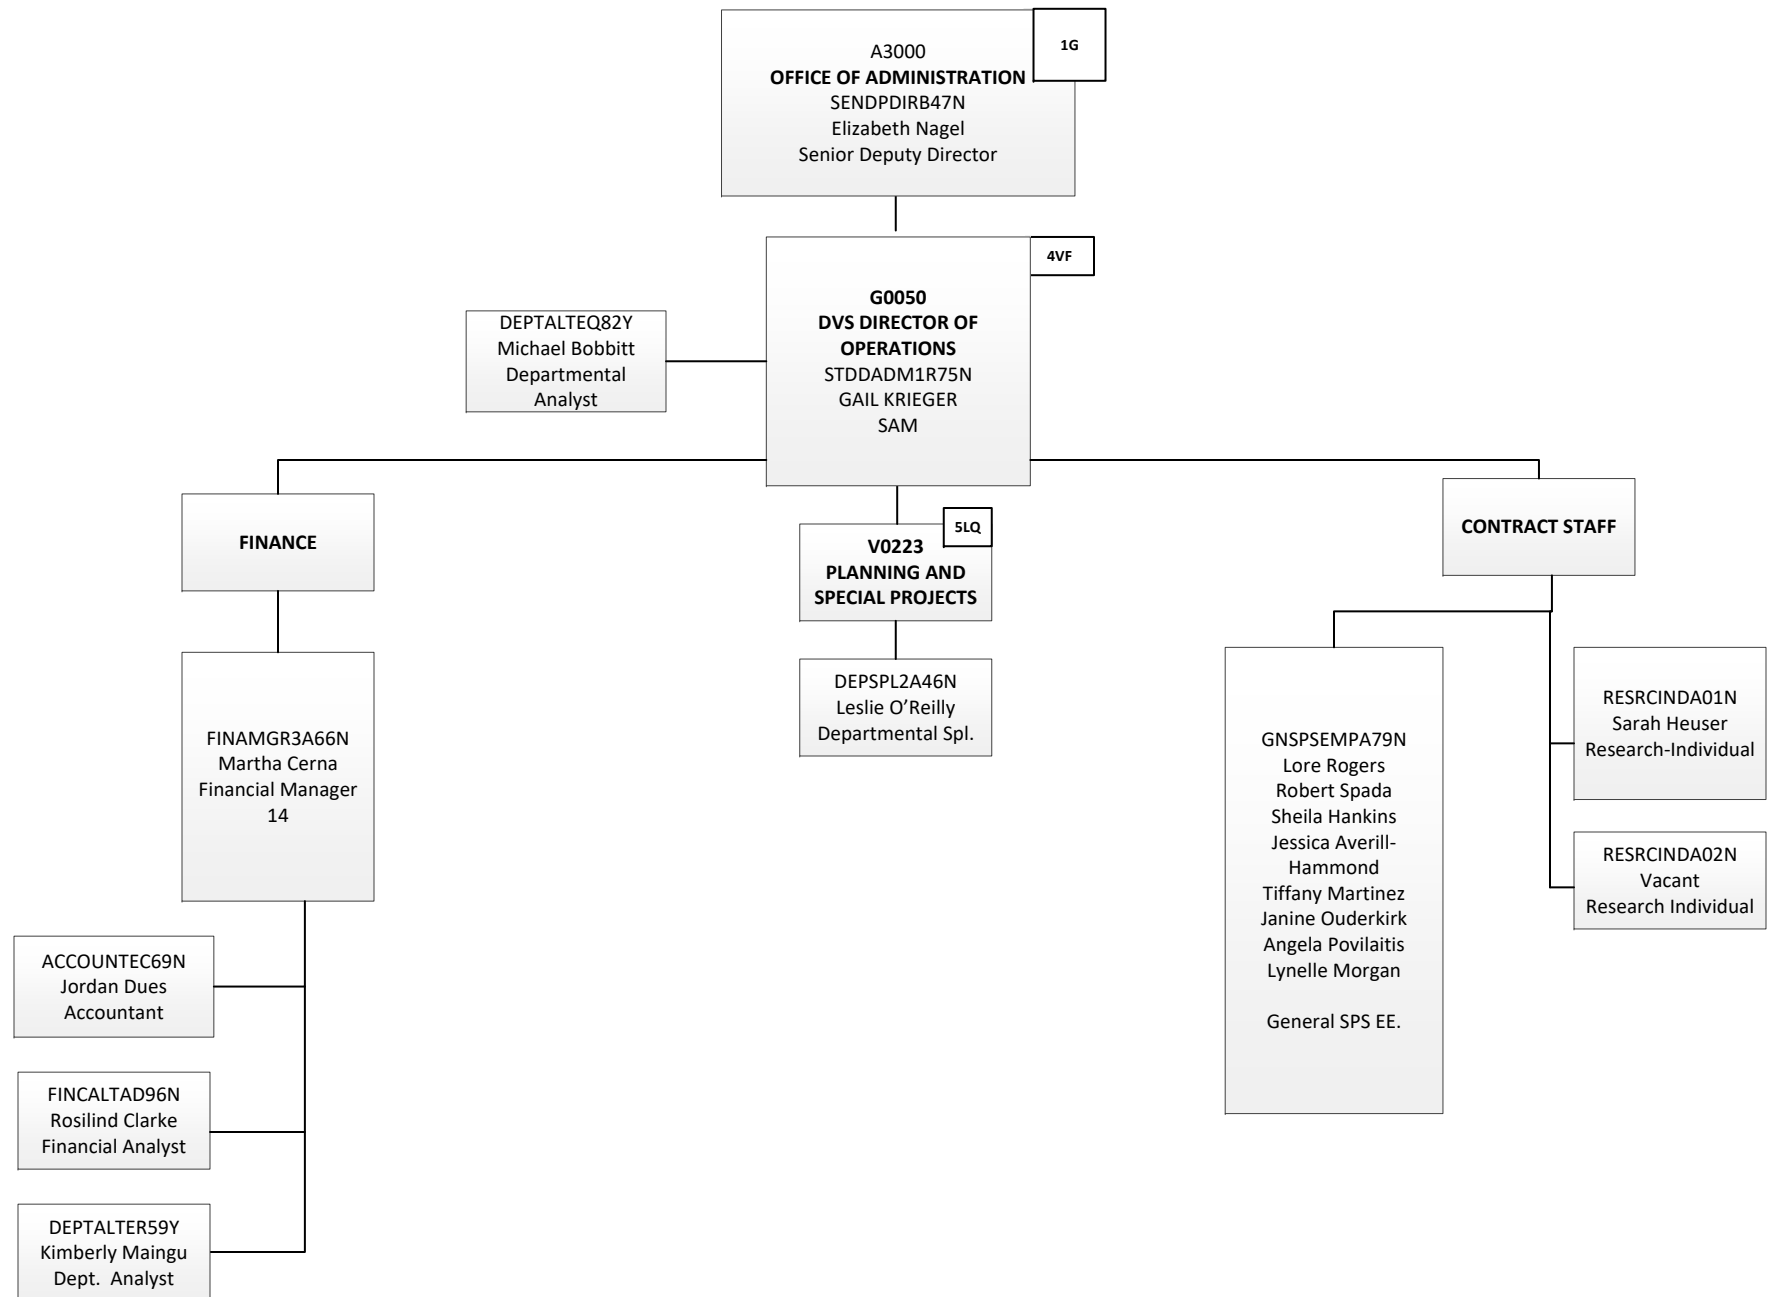 A3000
OFFICE OF ADMINISTRATION
SENDPDIRB47N
Elizabeth Nagel
Senior Deputy Director
1G
G0050
DVS DIRECTOR OF
OPERATIONS
STDDADM1R75N
GAIL KRIEGER
SAM
4VF
DEPTALTEQ82Y
Michael Bobbitt
Departmental
Analyst
FINANCE
V0223
PLANNING AND
SPECIAL PROJECTS
5LQ
CONTRACT STAFF
FINAMGR3A66N
Martha Cerna
Financial Manager
14
DEPSPL2A46N
Leslie O’Reilly
Departmental Spl.
GNSPSEMPA79N
Lore Rogers
Robert Spada
Sheila Hankins
Jessica Averill-
Hammond
Tiffany Martinez
Janine Ouderkirk
Angela Povilaitis
Lynelle Morgan
General SPS EE.
RESRCINDA01N
Sarah Heuser
Research-Individual
RESRCINDA02N
Vacant
Research Individual
ACCOUNTEC69N
Jordan Dues
Accountant
FINCALTAD96N
Rosilind Clarke
Financial Analyst
DEPTALTER59Y
Kimberly Maingu
Dept.  Analyst